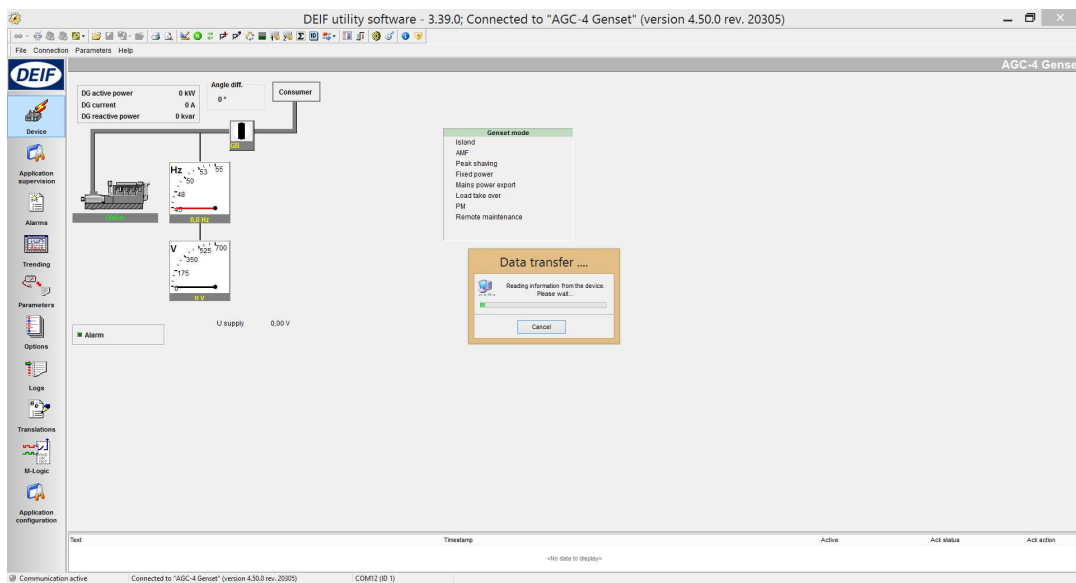 DEIF utility software - 3.39.0; Connected to "AGC-4 Genset" (version 4.50.0 rev. 20305)
File Connection Parameters Help
DEIF
AGC-4 Gense
Device
Application
supervision
Alarms
Trending
Parameters
Options
Logs
Translations
M-Logic
Application
configuration
DG active power 0 kW
DG current 0 A
DG reactive power 0 kvar
Angle diff.
0 °
Consumer
GB
Hz
53 55
50
48
45
0,0 Hz
V
525 700
350
175
0
0 V
U supply 0,00 V
Alarm
Genset mode
Island
AMF
Peak shaving
Fixed power
Mains power export
Load take over
PM
Remote maintenance
Data transfer ....
Reading information from the device.
Please wait...
Cancel
Text Timestamp Active Ack status Ack action
<No data to display>
Communication active Connected to "AGC-4 Genset" (version 4.50.0 rev. 20305) COM12 (ID 1)